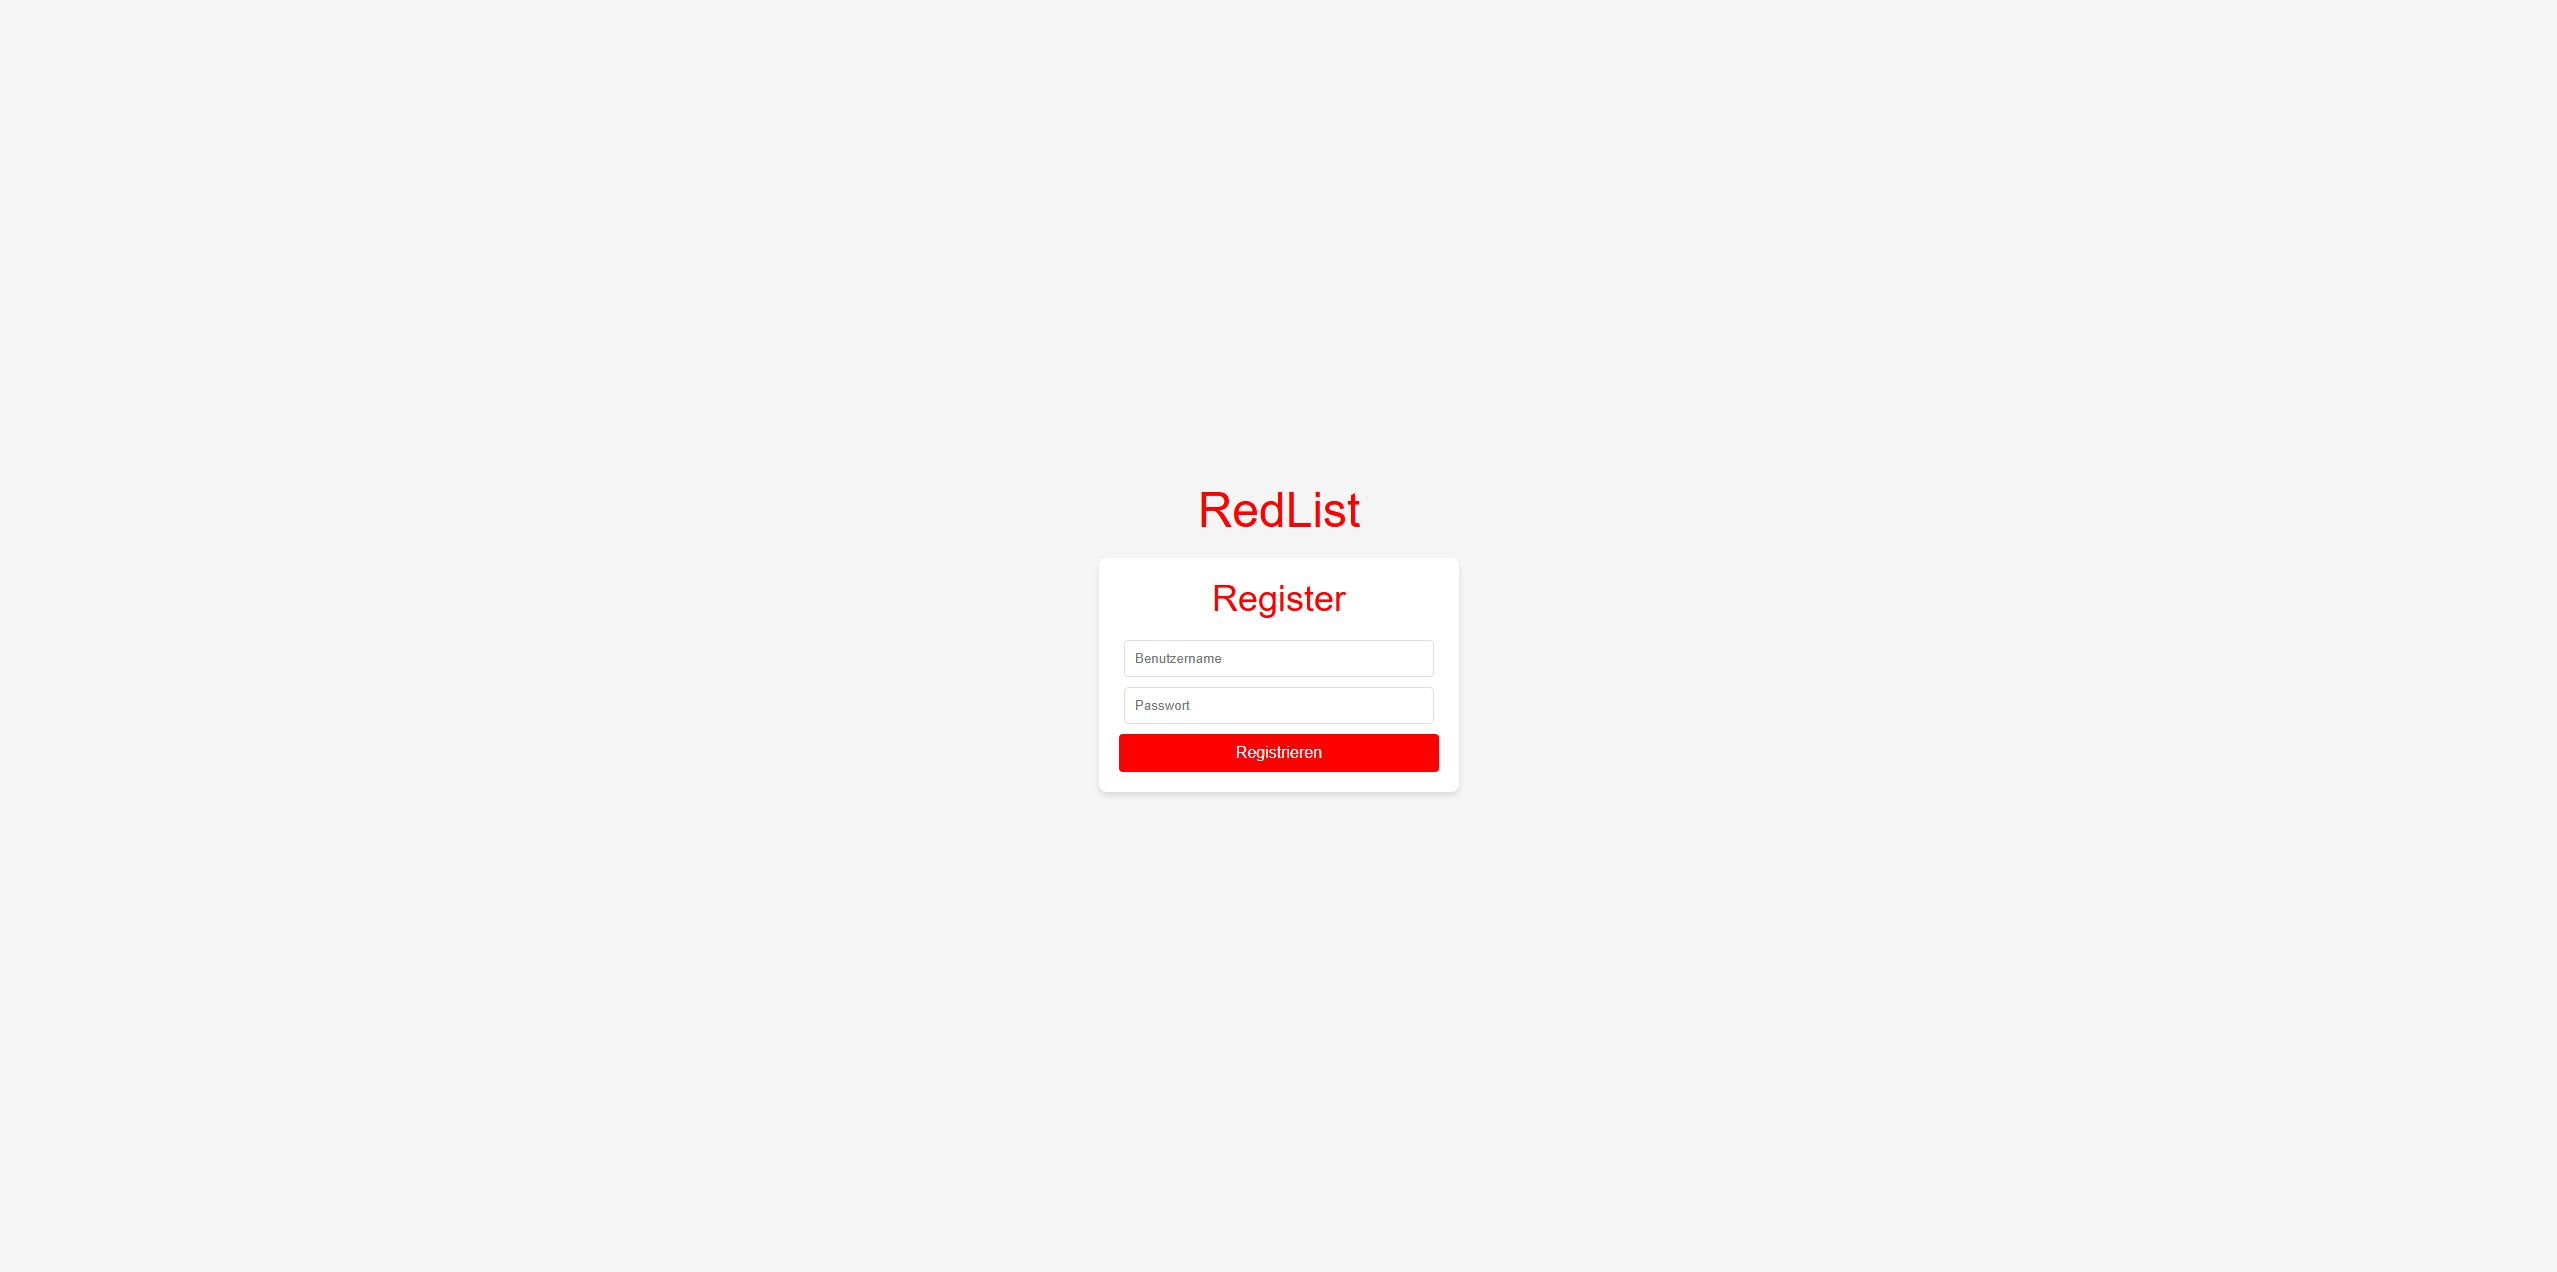 RedList
Register
Benutzername
Passwort
Registrieren